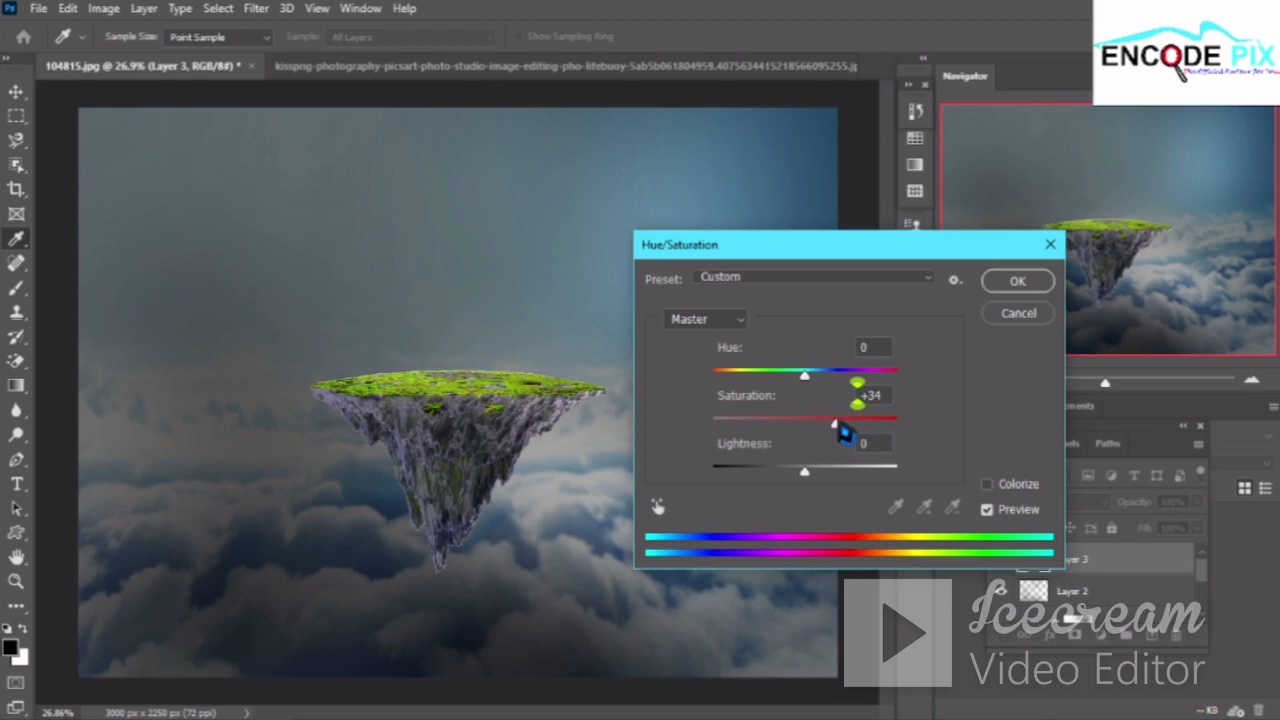 Ps File Edit Image Layer Type Select Filter 3D View Window Help
Sample Size: Point Sample Sample: All Layers Show Sampling Ring
ENCODE PIX
104815.jpg @ 26.9% (Layer 3, RGB/8#) * ×
kisspng-photography-picsart-photo-studio-image-editing-pho-lifebuoy-5ab5b061804959.4075634415218566095255.jp
Navigator
Hue/Saturation
Preset: Custom
OK
Cancel
Master
Hue: 0
Saturation: +34
Lightness: 0
Colorize
Preview
Paths
Opacity: 100%
Fill: 100%
Layer 2
Icecream
Video Editor
26.86% 3000 px x 2250 px (72 ppi)
-- KB